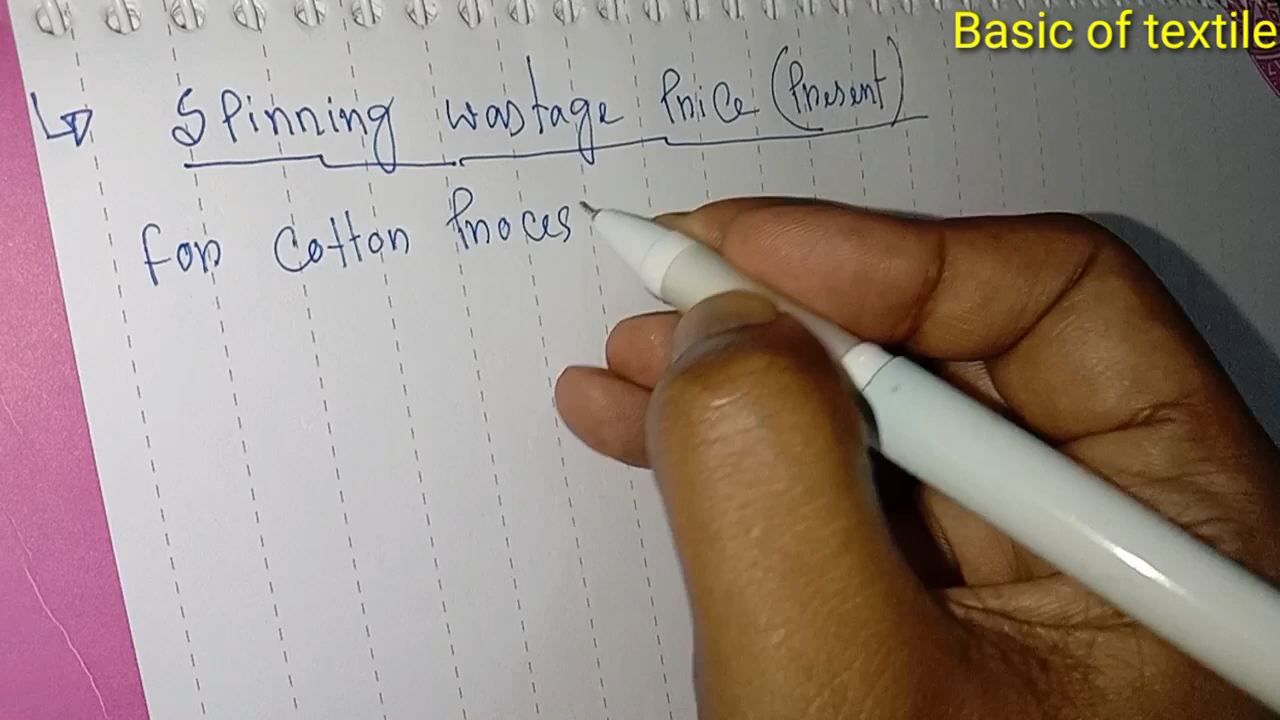 Basic of textile
Spinning wastage Price (Present)
for Cotton Proces